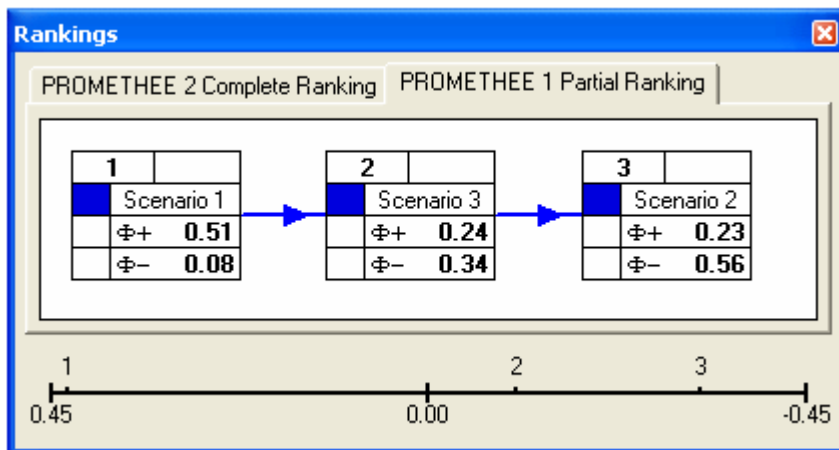 Rankings
PROMETHEE 2 Complete Ranking PROMETHEE 1 Partial Ranking
1 2 3
Scenario 1 Scenario 3 Scenario 2
Φ+ 0.51 Φ+ 0.24 Φ+ 0.23
Φ− 0.08 Φ− 0.34 Φ− 0.56
1 2 3
0.45 0.00 -0.45